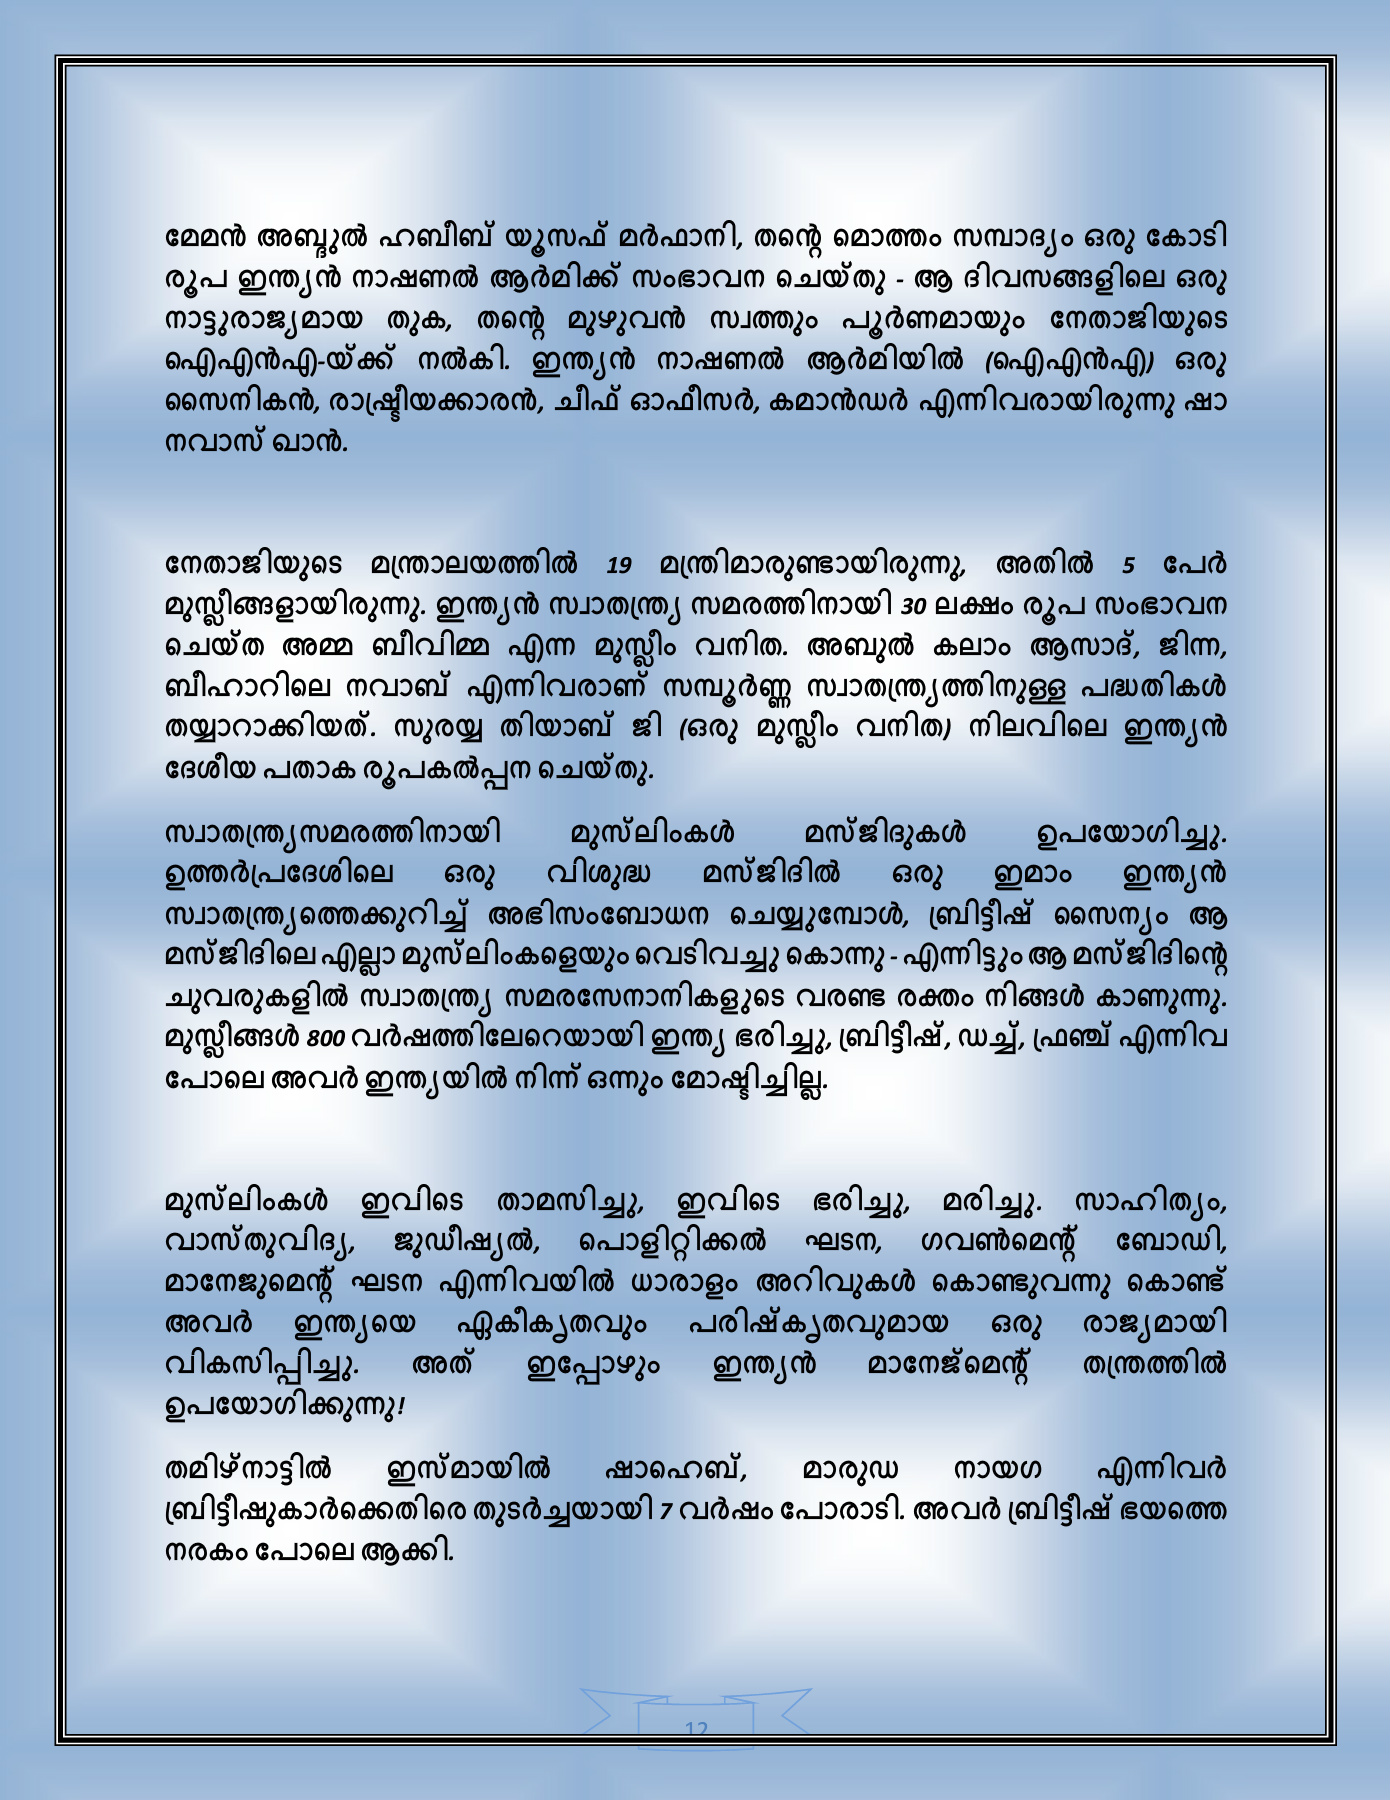 മേമൻ അബ്ദുൽ ഹബീബ് യൂസഫ് മർഫാനി, തന്റെ മൊത്തം സമ്പാദ്യം ഒരു കോടി
രൂപ ഇന്ത്യൻ നാഷണൽ ആർമിക്ക് സംഭാവന ചെയ്തു - ആ ദിവസങ്ങളിലെ ഒരു
നാട്ടുരാജ്യമായ തുക, തന്റെ മുഴുവൻ സ്വത്തും പൂർണമായും നേതാജിയുടെ
ഐഎൻഎ-യ്ക്ക് നൽകി. ഇന്ത്യൻ നാഷണൽ ആർമിയിൽ (ഐഎൻഎ) ഒരു
സൈനികൻ, രാഷ്ട്രീയക്കാരൻ, ചീഫ് ഓഫീസർ, കമാൻഡർ എന്നിവരായിരുന്നു ഷാ
നവാസ് ഖാൻ.
നേതാജിയുടെ മന്ത്രാലയത്തിൽ 19 മന്ത്രിമാരുണ്ടായിരുന്നു, അതിൽ 5 പേർ
മുസ്ലീങ്ങളായിരുന്നു. ഇന്ത്യൻ സ്വാതന്ത്ര്യ സമരത്തിനായി 30 ലക്ഷം രൂപ സംഭാവന
ചെയ്ത അമ്മ ബീവിമ്മ എന്ന മുസ്ലീം വനിത. അബുൽ കലാം ആസാദ്, ജിന്ന,
ബീഹാറിലെ നവാബ് എന്നിവരാണ് സമ്പൂർണ്ണ സ്വാതന്ത്ര്യത്തിനുള്ള പദ്ധതികൾ
തയ്യാറാക്കിയത്. സുരയ്യ തിയാബ് ജി (ഒരു മുസ്ലീം വനിത) നിലവിലെ ഇന്ത്യൻ
ദേശീയ പതാക രൂപകൽപ്പന ചെയ്തു.
സ്വാതന്ത്ര്യസമരത്തിനായി മുസ്‌ലിംകൾ മസ്ജിദുകൾ ഉപയോഗിച്ചു.
ഉത്തർപ്രദേശിലെ ഒരു വിശുദ്ധ മസ്ജിദിൽ ഒരു ഇമാം ഇന്ത്യൻ
സ്വാതന്ത്ര്യത്തെക്കുറിച്ച് അഭിസംബോധന ചെയ്യുമ്പോൾ, ബ്രിട്ടീഷ് സൈന്യം ആ
മസ്ജിദിലെ എല്ലാ മുസ്‌ലിംകളെയും വെടിവച്ചു കൊന്നു - എന്നിട്ടും ആ മസ്ജിദിന്റെ
ചുവരുകളിൽ സ്വാതന്ത്ര്യ സമരസേനാനികളുടെ വരണ്ട രക്തം നിങ്ങൾ കാണുന്നു.
മുസ്ലീങ്ങൾ 800 വർഷത്തിലേറെയായി ഇന്ത്യ ഭരിച്ചു, ബ്രിട്ടീഷ്, ഡച്ച്, ഫ്രഞ്ച് എന്നിവ
പോലെ അവർ ഇന്ത്യയിൽ നിന്ന് ഒന്നും മോഷ്ടിച്ചില്ല.
മുസ്‌ലിംകൾ ഇവിടെ താമസിച്ചു, ഇവിടെ ഭരിച്ചു, മരിച്ചു. സാഹിത്യം,
വാസ്തുവിദ്യ, ജുഡീഷ്യൽ, പൊളിറ്റിക്കൽ ഘടന, ഗവൺമെന്റ് ബോഡി,
മാനേജുമെന്റ് ഘടന എന്നിവയിൽ ധാരാളം അറിവുകൾ കൊണ്ടുവന്നു കൊണ്ട്
അവർ ഇന്ത്യയെ ഏകീകൃതവും പരിഷ്കൃതവുമായ ഒരു രാജ്യമായി
വികസിപ്പിച്ചു. അത് ഇപ്പോഴും ഇന്ത്യൻ മാനേജ്മെന്റ് തന്ത്രത്തിൽ
ഉപയോഗിക്കുന്നു!
തമിഴ്‌നാട്ടിൽ ഇസ്മായിൽ ഷാഹെബ്, മാരുഡ നായഗ എന്നിവർ
ബ്രിട്ടീഷുകാർക്കെതിരെ തുടർച്ചയായി 7 വർഷം പോരാടി. അവർ ബ്രിട്ടീഷ് ഭയത്തെ
നരകം പോലെ ആക്കി.
12